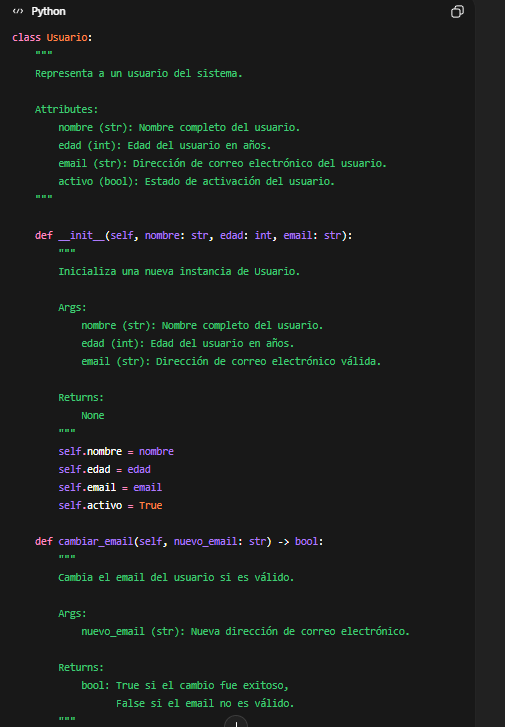 </> Python
class Usuario:
    """
    Representa a un usuario del sistema.

    Attributes:
        nombre (str): Nombre completo del usuario.
        edad (int): Edad del usuario en años.
        email (str): Dirección de correo electrónico del usuario.
        activo (bool): Estado de activación del usuario.
    """

    def __init__(self, nombre: str, edad: int, email: str):
        """
        Inicializa una nueva instancia de Usuario.

        Args:
            nombre (str): Nombre completo del usuario.
            edad (int): Edad del usuario en años.
            email (str): Dirección de correo electrónico válida.

        Returns:
            None
        """
        self.nombre = nombre
        self.edad = edad
        self.email = email
        self.activo = True

    def cambiar_email(self, nuevo_email: str) -> bool:
        """
        Cambia el email del usuario si es válido.

        Args:
            nuevo_email (str): Nueva dirección de correo electrónico.

        Returns:
            bool: True si el cambio fue exitoso,
                  False si el email no es válido.
        """